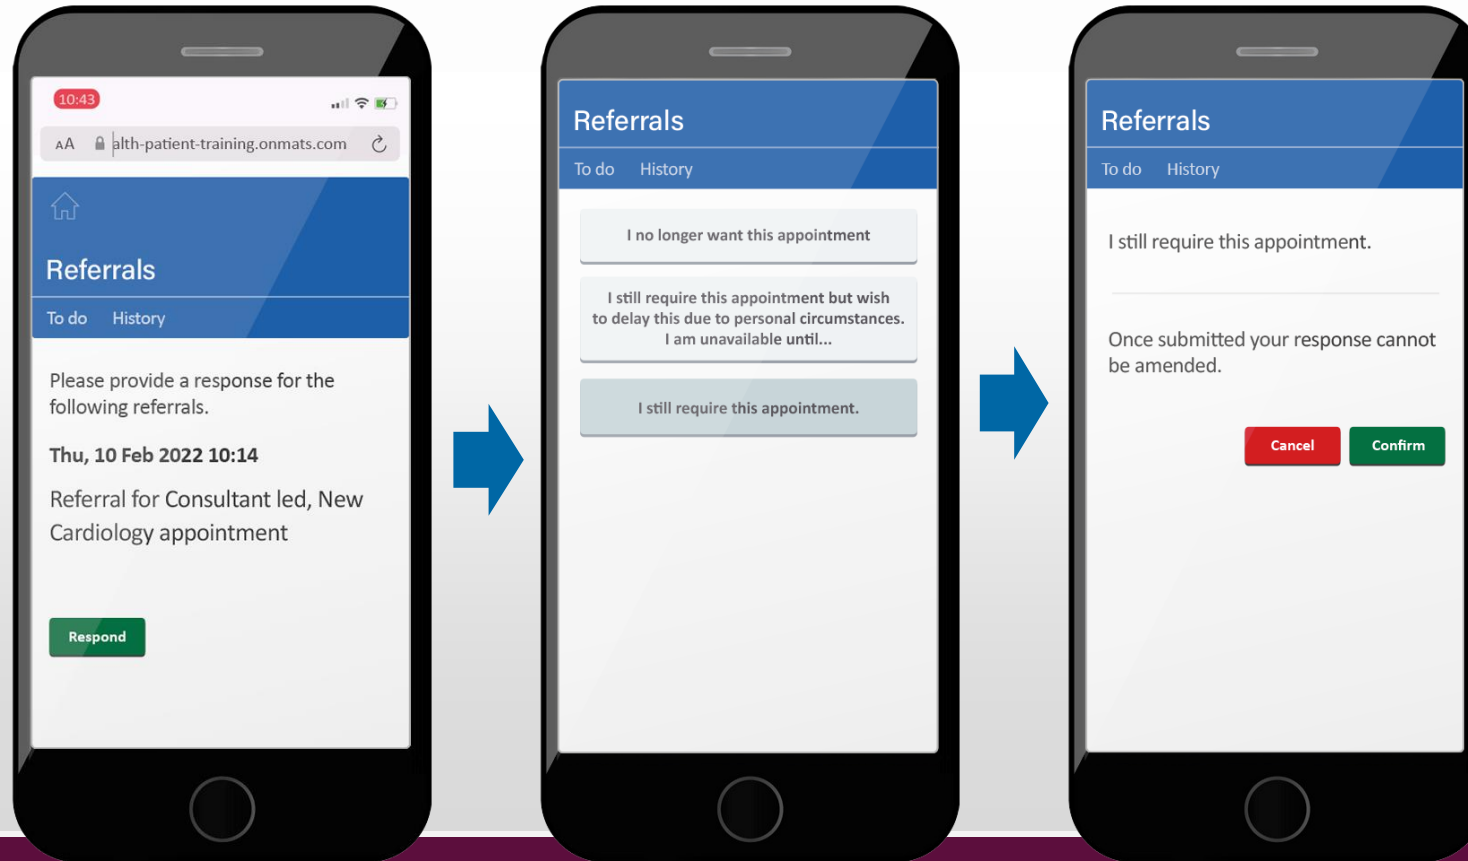 10:43
AA alth-patient-training.onmats.com
Referrals
To do History
Please provide a response for the
following referrals.
Thu, 10 Feb 2022 10:14
Referral for Consultant led, New
Cardiology appointment
Respond
Referrals
To do History
I no longer want this appointment
I still require this appointment but wish
to delay this due to personal circumstances.
I am unavailable until...
I still require this appointment.
Referrals
To do History
I still require this appointment.
Once submitted your response cannot
be amended.
Cancel Confirm